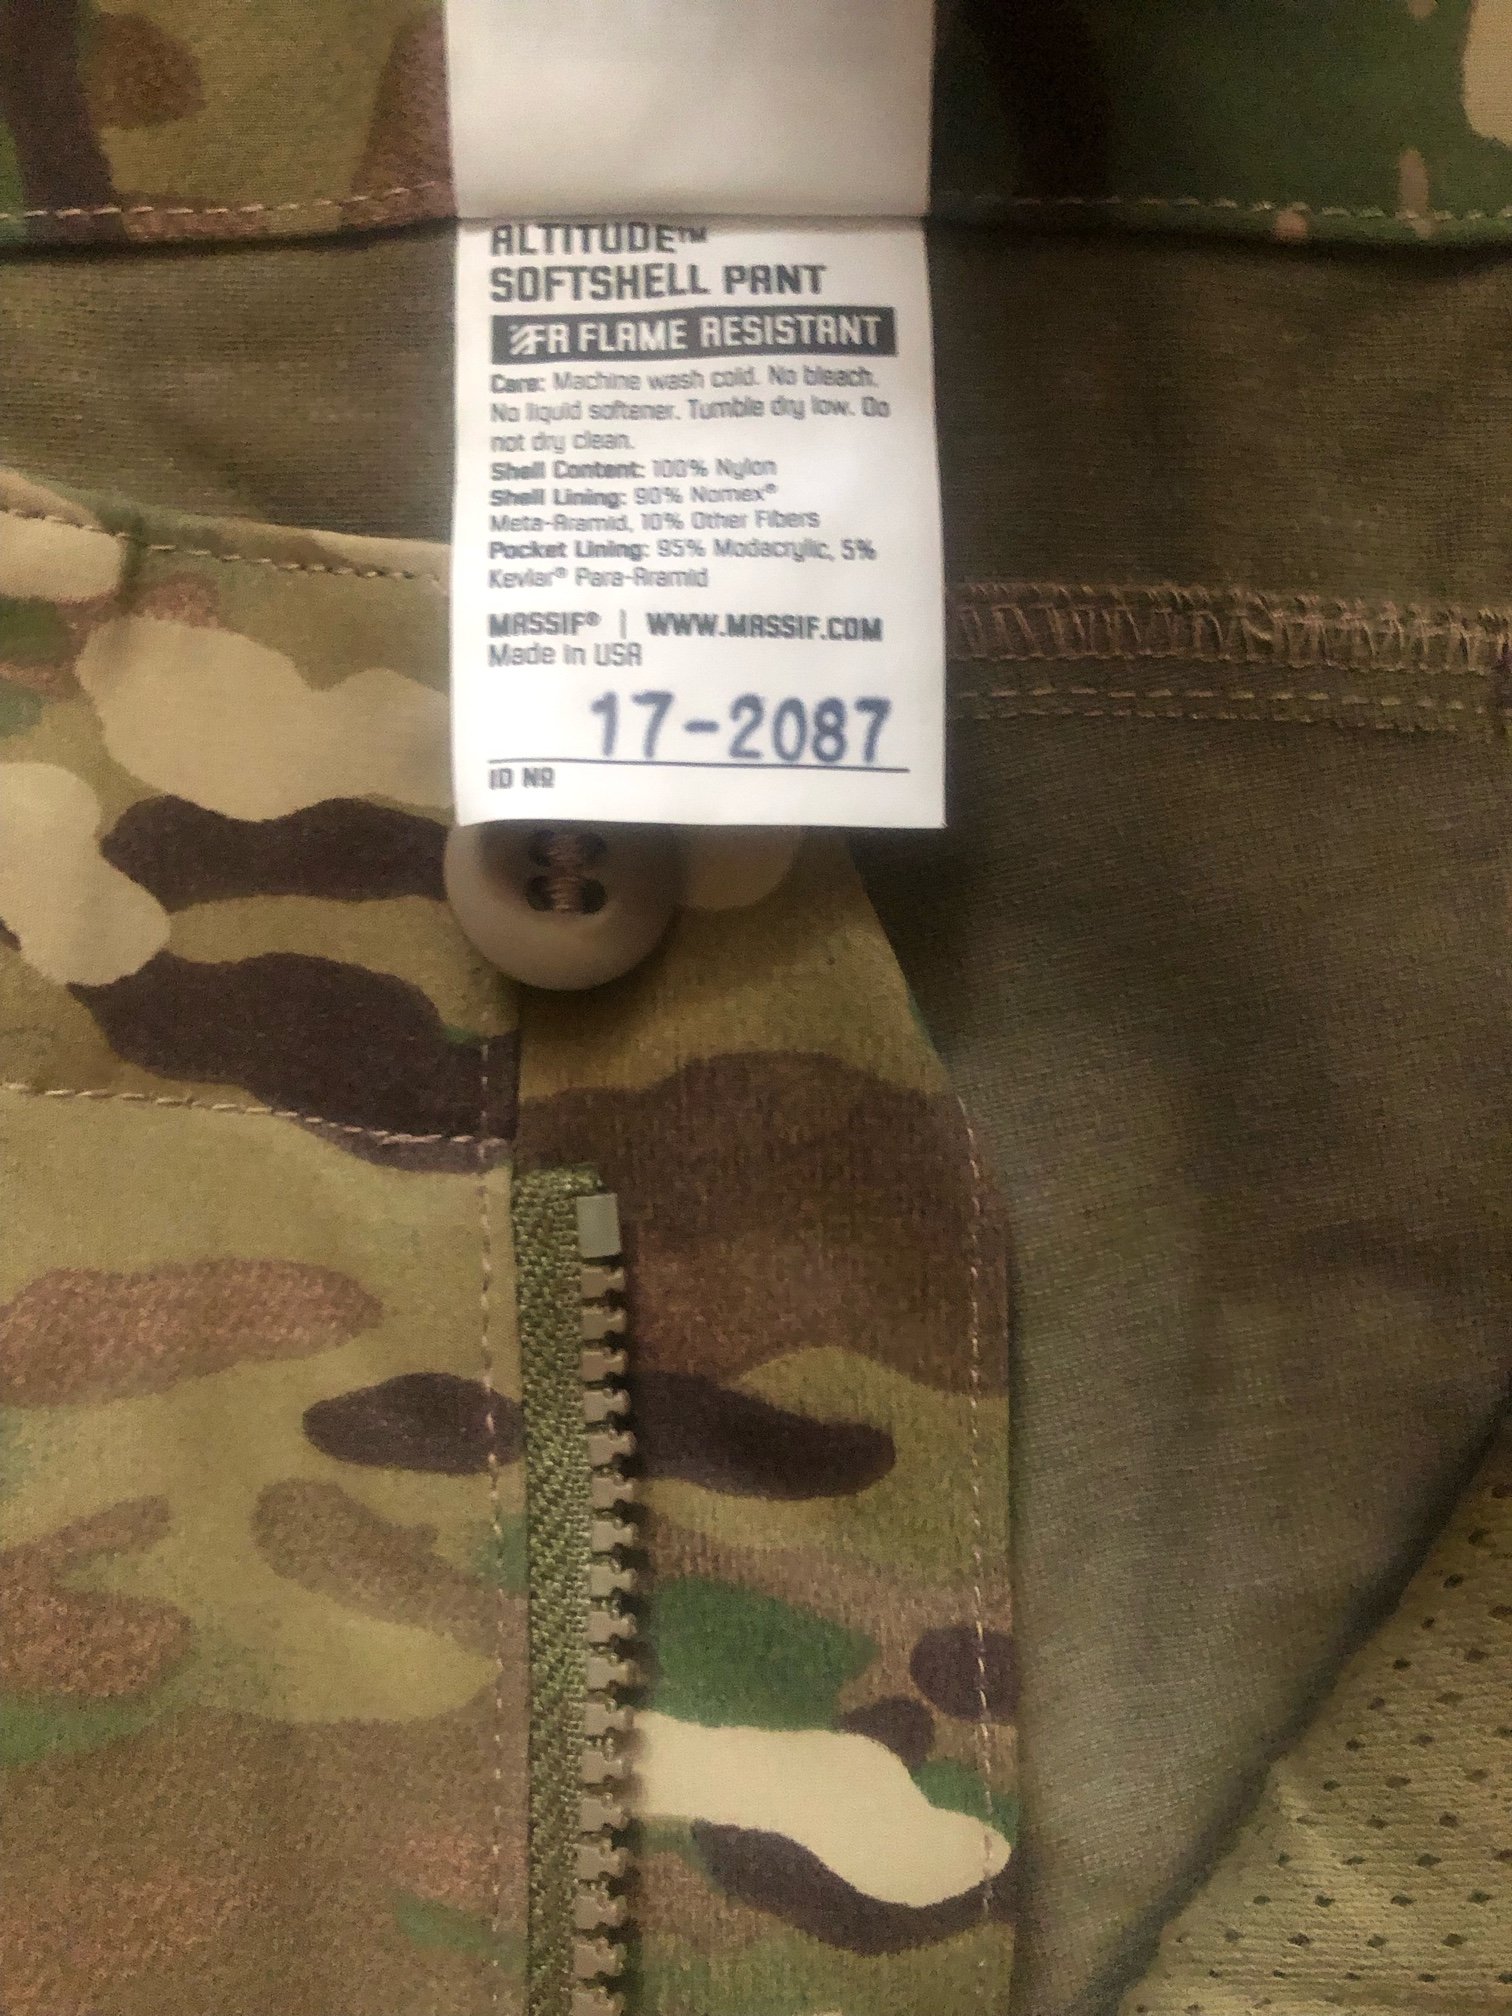 ALTITUDE™
SOFTSHELL PANT
FR FLAME RESISTANT
Care: Machine wash cold. No bleach.
No liquid softener. Tumble dry low. Do
not dry clean.
Shell Content: 100% Nylon
Shell Lining: 90% Nomex®
Meta-Aramid, 10% Other Fibers
Pocket Lining: 95% Modacrylic, 5%
Kevlar® Para-Aramid
MASSIF® | WWW.MASSIF.COM
Made in USA
17-2087
ID Nº